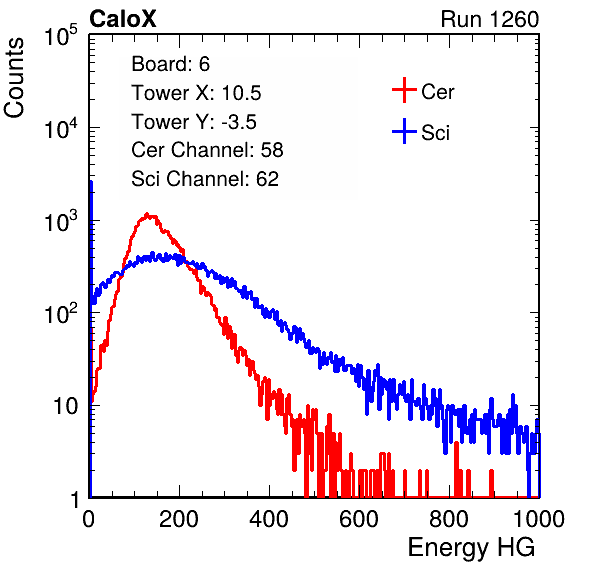 CaloX Run 1260
Counts
10^5
10^4
10^3
10^2
10
1
Board: 6
Tower X: 10.5
Tower Y: -3.5
Cer Channel: 58
Sci Channel: 62
Cer
Sci
0 200 400 600 800 1000
Energy HG